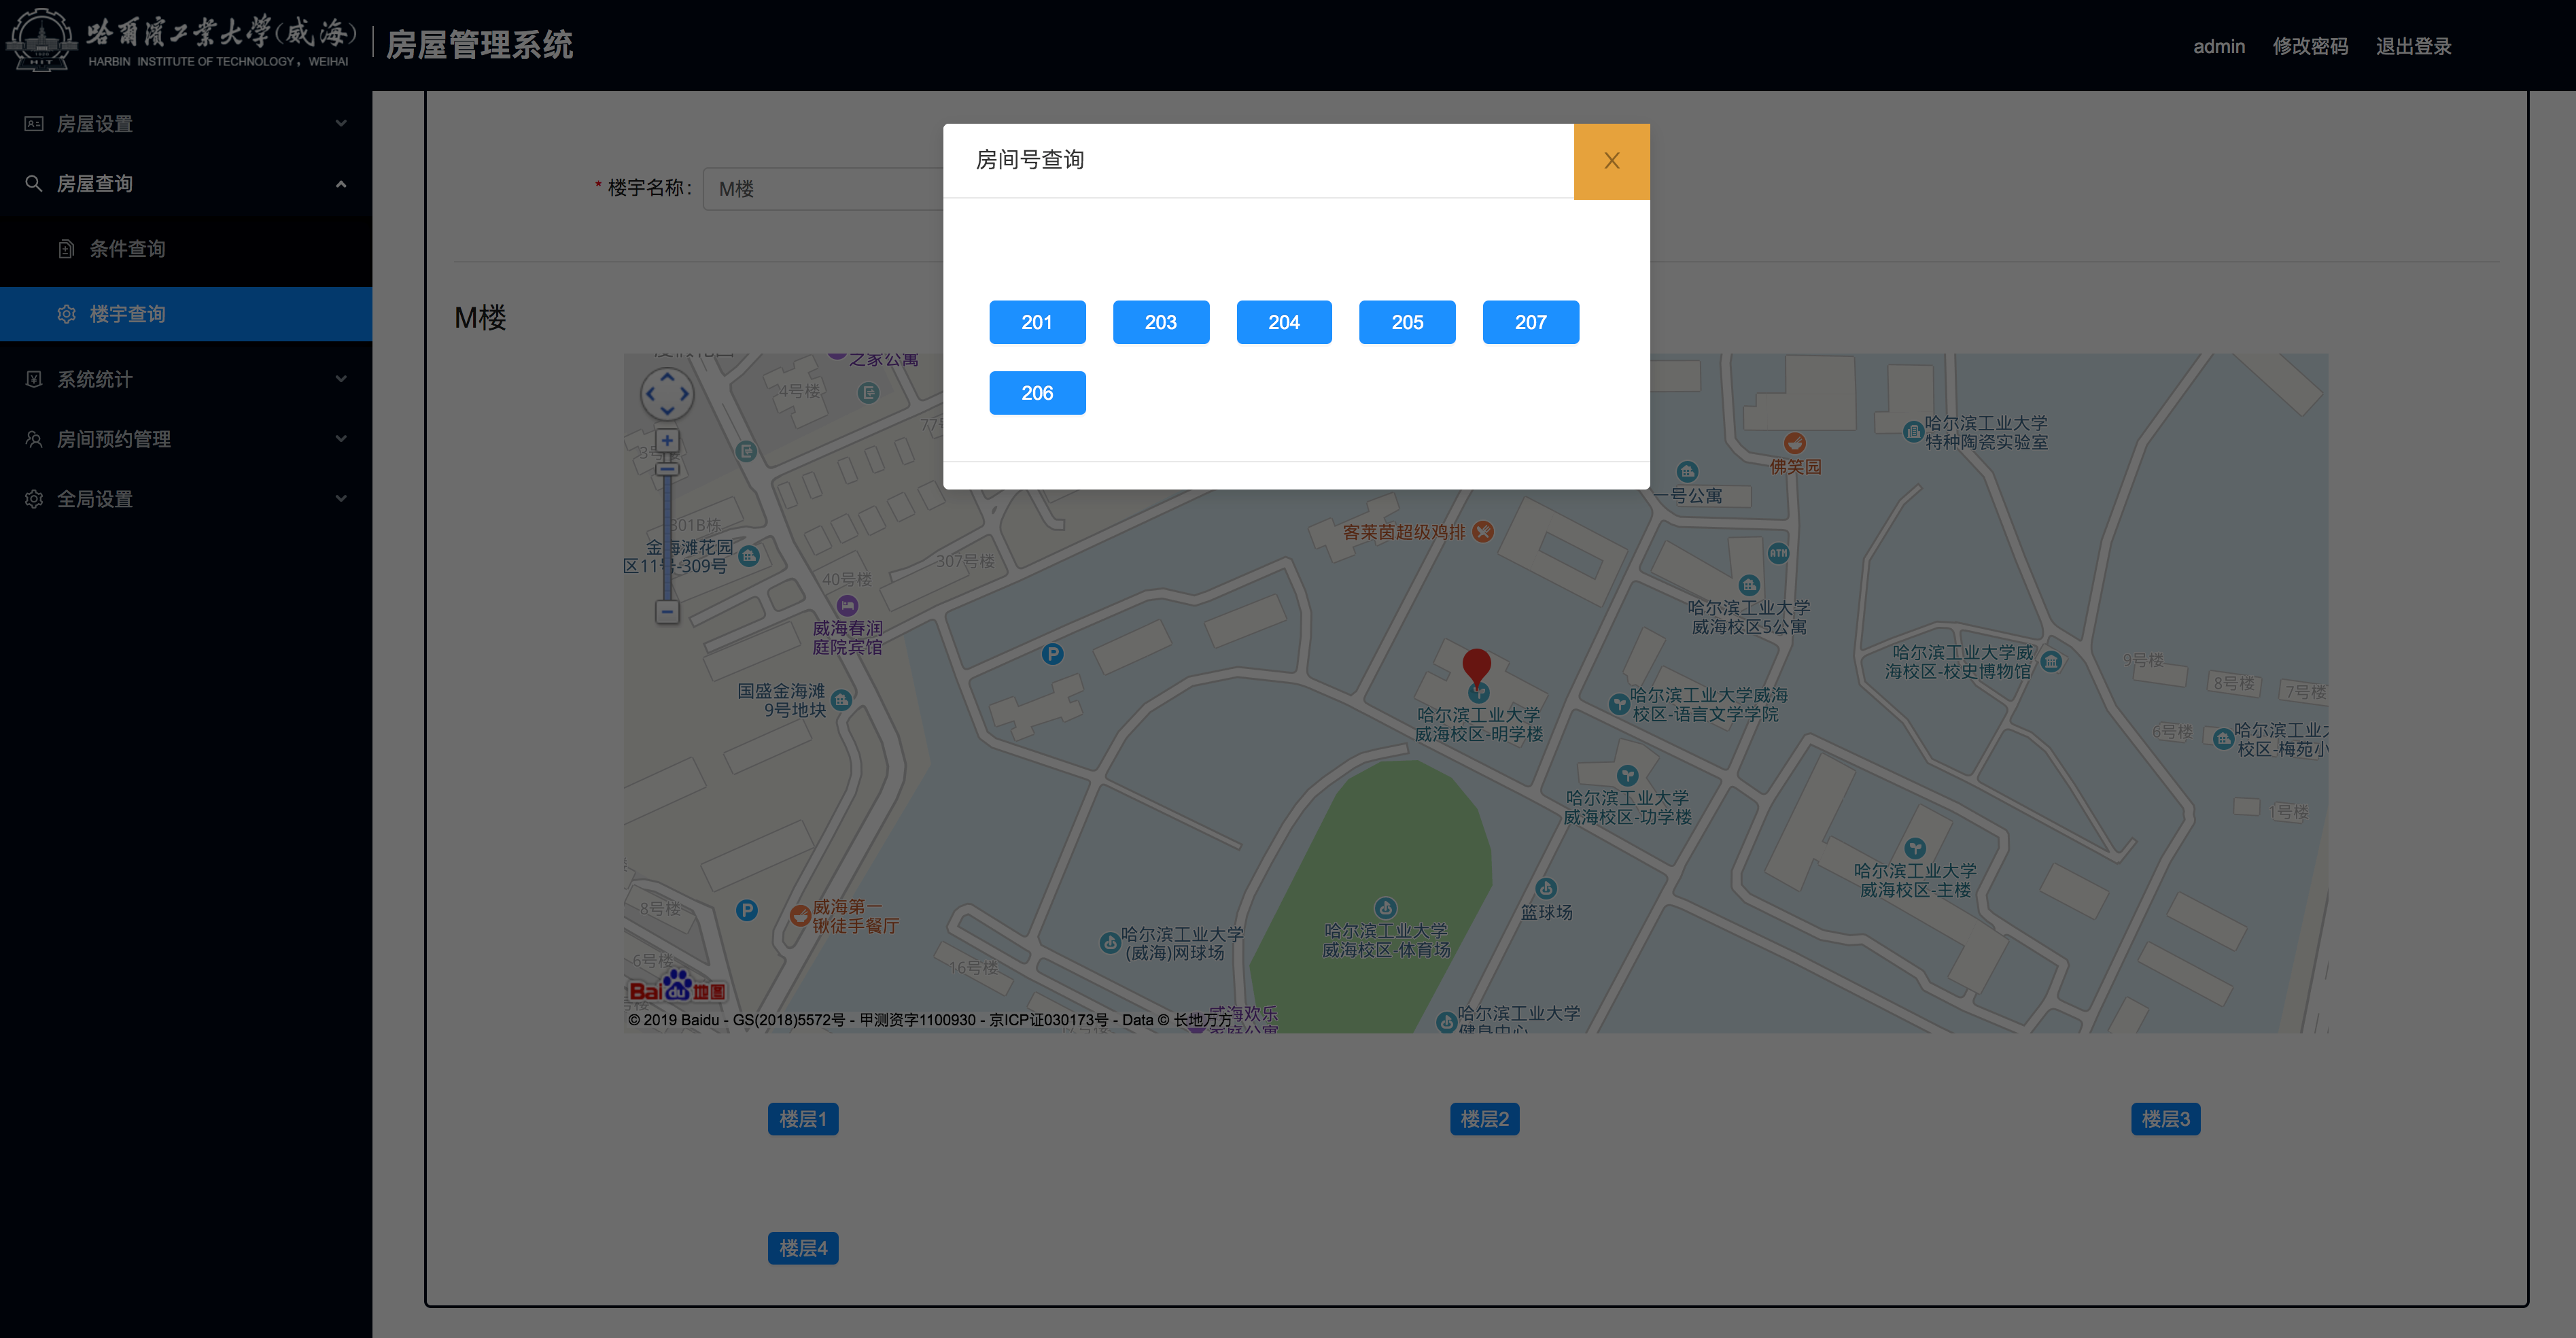 哈尔滨工业大学(威海)
HARBIN INSTITUTE OF TECHNOLOGY, WEIHAI
房屋管理系统
admin
修改密码
退出登录
房屋设置
房屋查询
条件查询
楼宇查询
系统统计
房间预约管理
全局设置
* 楼宇名称:
M楼
房间号查询
X
201
203
204
205
207
206
M楼
之家公寓
4号楼
77
3号楼
301B栋
金海滩花园
区11号-309号
40号楼
307号楼
威海春润
庭院宾馆
国盛金海滩
9号地块
P
客莱茵超级鸡排
一号公寓
佛笑园
哈尔滨工业大学
特种陶瓷实验室
ATM
哈尔滨工业大学
威海校区5公寓
哈尔滨工业大学威
海校区-校史博物馆
9号楼
8号楼
7号楼
6号楼
哈尔滨工业大学
威海校区-明学楼
哈尔滨工业大学威海
校区-语言文学学院
哈尔滨工业大
校区-梅苑小
1号楼
哈尔滨工业大学
威海校区-功学楼
哈尔滨工业大学
威海校区-主楼
8号楼
P
威海第一
锹徒手餐厅
6号楼
16号楼
哈尔滨工业大学
(威海)网球场
哈尔滨工业大学
威海校区-体育场
篮球场
威海欢乐
家庭公寓
哈尔滨工业大学
健身中心
Bai du 地图
© 2019 Baidu - GS(2018)5572号 - 甲测资字1100930 - 京ICP证030173号 - Data © 长地万方
楼层1
楼层2
楼层3
楼层4